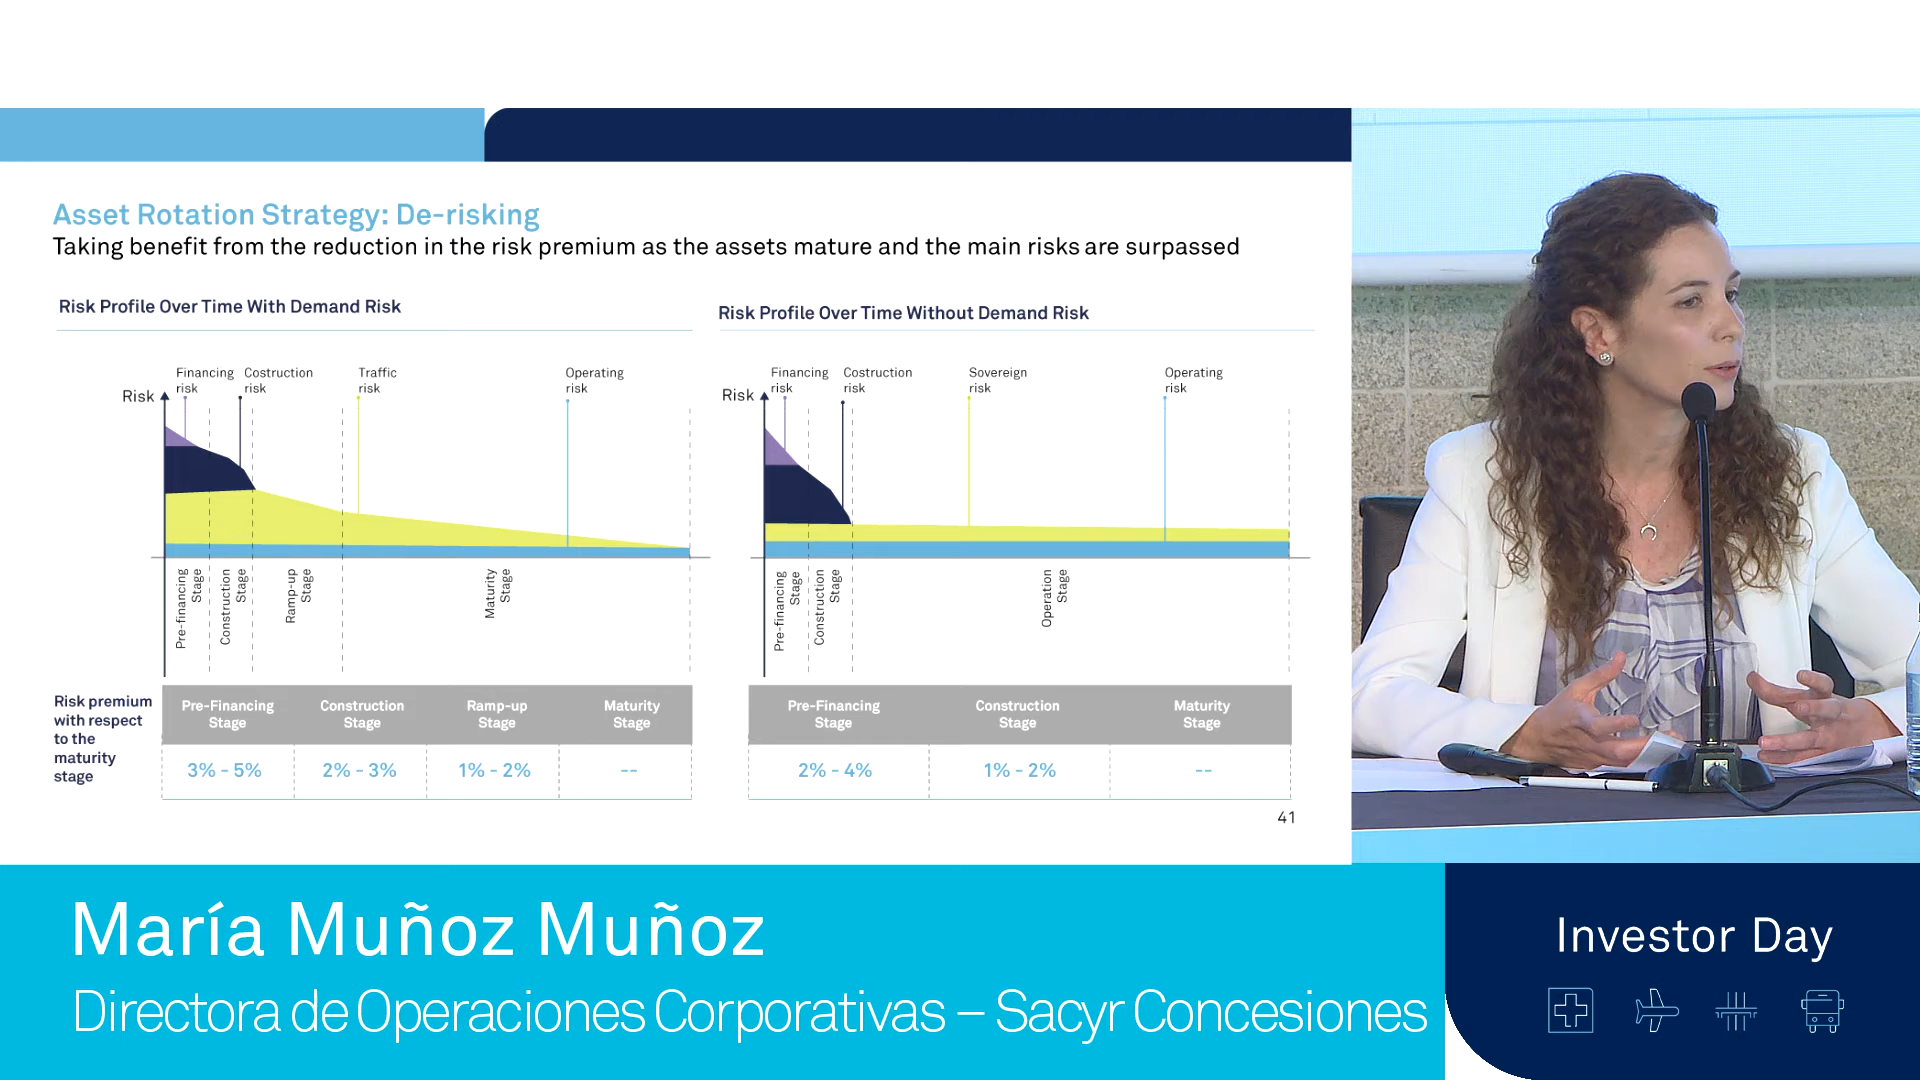 Asset Rotation Strategy: De-risking
Taking benefit from the reduction in the risk premium as the assets mature and the main risks are surpassed
Risk Profile Over Time With Demand Risk
Financing
risk
Costruction
risk
Traffic
risk
Operating
risk
Risk
Pre-financing
Stage
Construction
Stage
Ramp-up
Stage
Maturity
Stage
Risk Profile Over Time Without Demand Risk
Financing
risk
Costruction
risk
Sovereign
risk
Operating
risk
Risk
Pre-financing
Stage
Construction
Stage
Operation
Stage
Risk premium
with respect
to the
maturity
stage
Pre-Financing
Stage
Construction
Stage
Ramp-up
Stage
Maturity
Stage
3% - 5%
2% - 3%
1% - 2%
--
Pre-Financing
Stage
Construction
Stage
Maturity
Stage
2% - 4%
1% - 2%
--
41
María Muñoz Muñoz
Directora de Operaciones Corporativas – Sacyr Concesiones
Investor Day